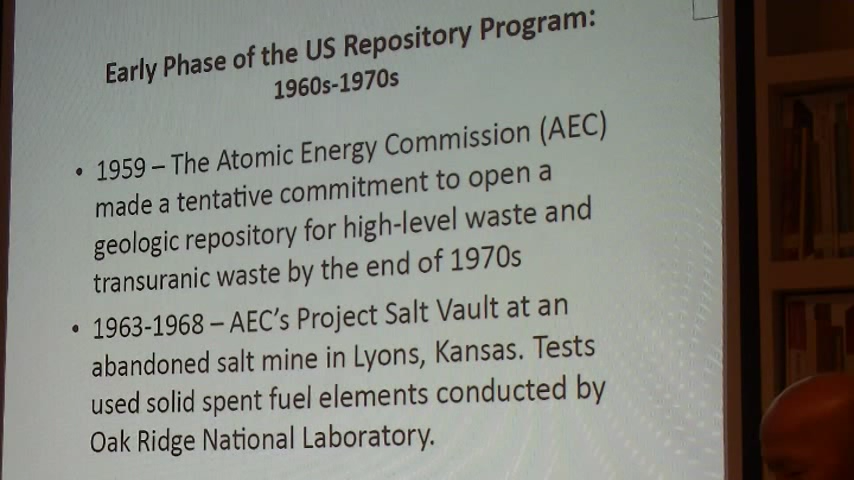 Early Phase of the US Repository Program:
1960s-1970s
• 1959 – The Atomic Energy Commission (AEC)
made a tentative commitment to open a
geologic repository for high-level waste and
transuranic waste by the end of 1970s
• 1963-1968 – AEC's Project Salt Vault at an
abandoned salt mine in Lyons, Kansas. Tests
used solid spent fuel elements conducted by
Oak Ridge National Laboratory.